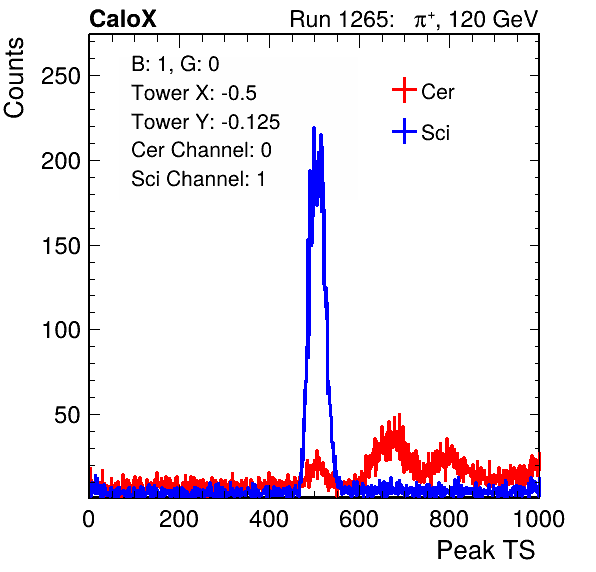 CaloX Run 1265: π⁺, 120 GeV
Counts
B: 1, G: 0
Tower X: -0.5
Tower Y: -0.125
Cer Channel: 0
Sci Channel: 1
Cer
Sci
250
200
150
100
50
0 200 400 600 800 1000
Peak TS